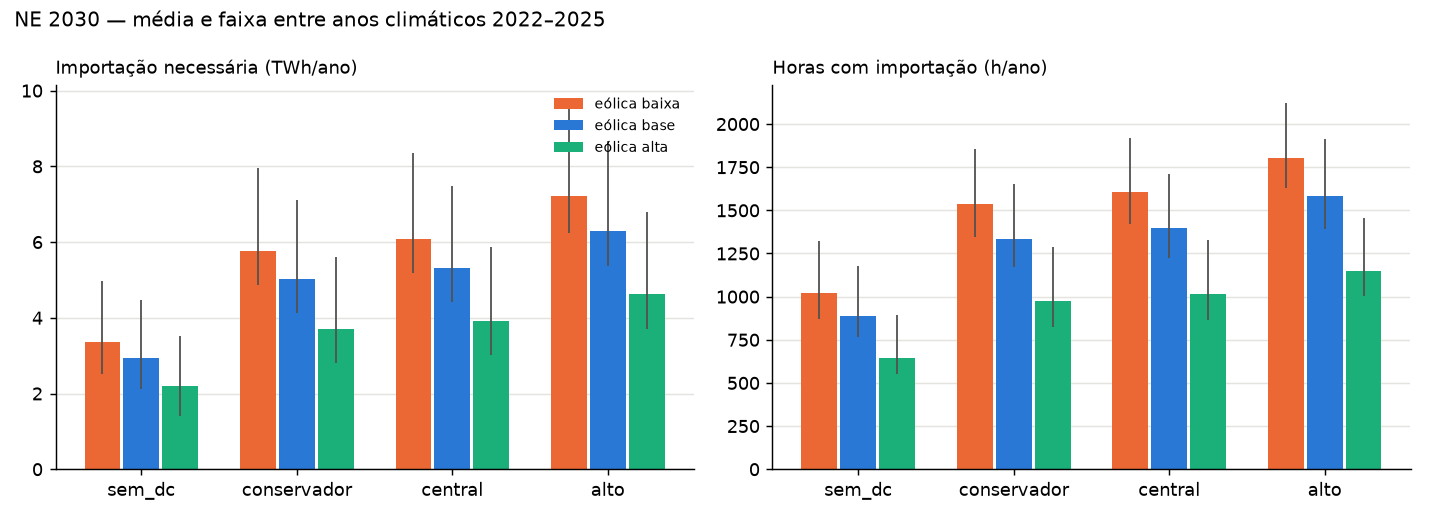 NE 2030 — média e faixa entre anos climáticos 2022–2025
Importação necessária (TWh/ano)
10
8
6
4
2
0
eólica baixa
eólica base
eólica alta
sem_dc
conservador
central
alto
Horas com importação (h/ano)
2000
1750
1500
1250
1000
750
500
250
0
sem_dc
conservador
central
alto